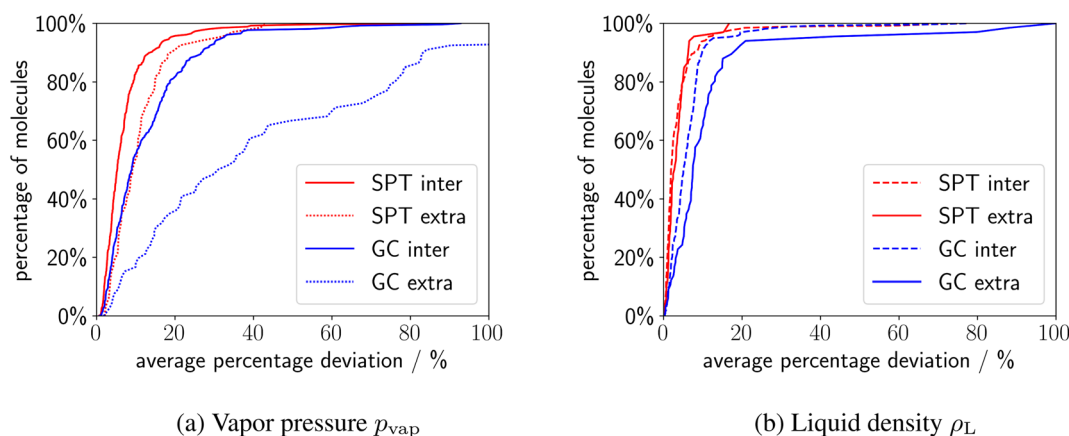 100%
80%
60%
40%
20%
0%
percentage of molecules
SPT inter
SPT extra
GC inter
GC extra
0 20 40 60 80 100
average percentage deviation / %
(a) Vapor pressure p_vap
100%
80%
60%
40%
20%
0%
percentage of molecules
SPT inter
SPT extra
GC inter
GC extra
0 20 40 60 80 100
average percentage deviation / %
(b) Liquid density ρ_L